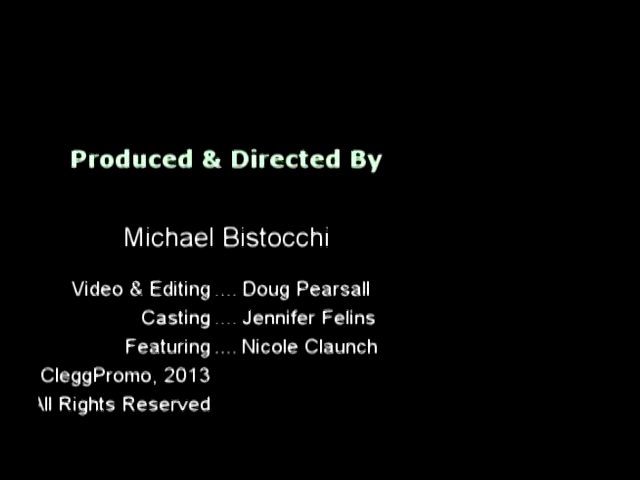 Produced & Directed By
Michael Bistocchi
Video & Editing .... Doug Pearsall
Casting .... Jennifer Felins
Featuring .... Nicole Claunch
CleggPromo, 2013
All Rights Reserved